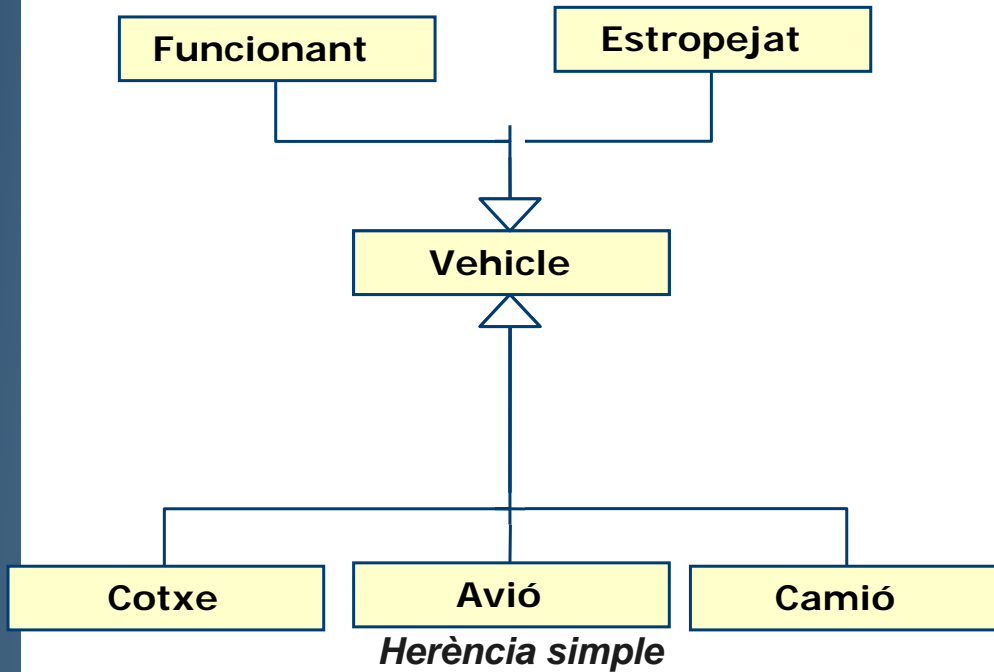 Funcionant
Estropejat
Vehicle
Cotxe
Avió
Camió
Herència simple